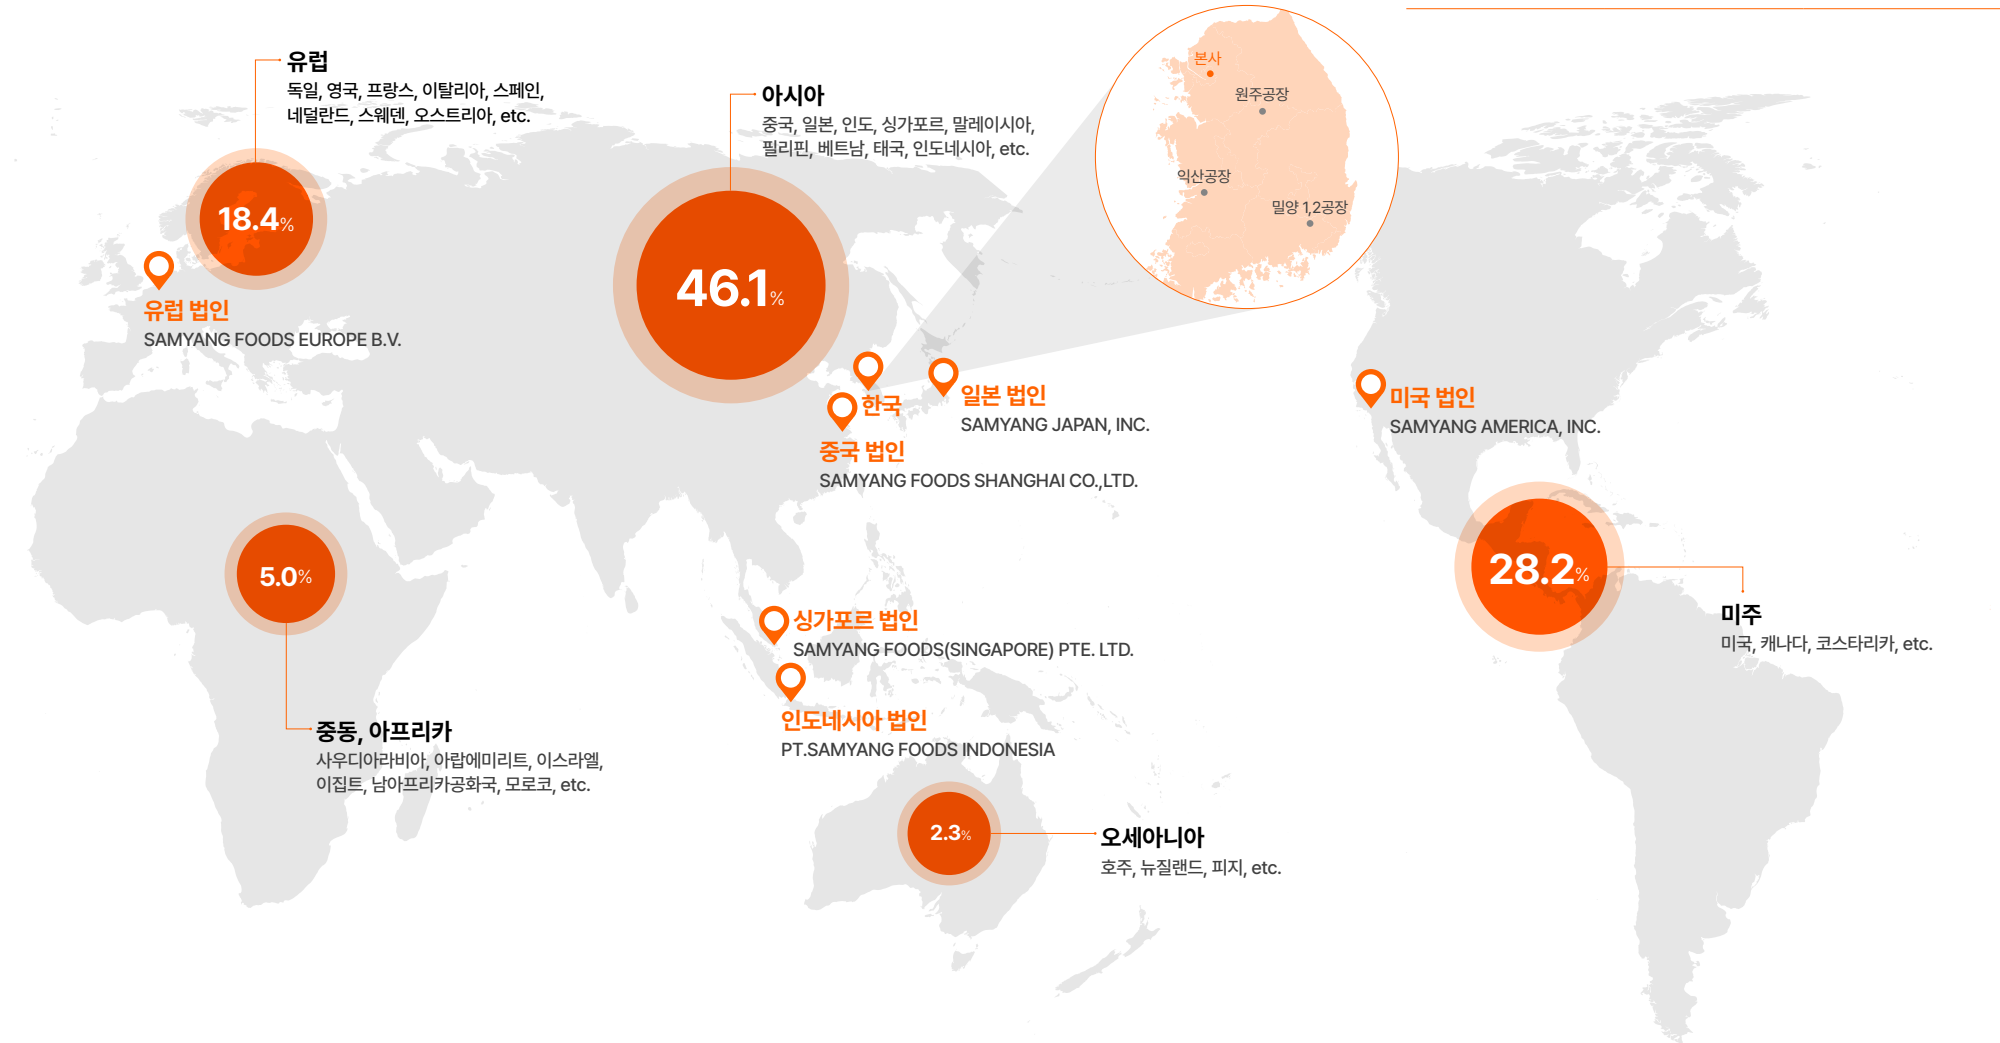 유럽
독일, 영국, 프랑스, 이탈리아, 스페인,
네덜란드, 스웨덴, 오스트리아, etc.
18.4%
유럽 법인
SAMYANG FOODS EUROPE B.V.
아시아
중국, 일본, 인도, 싱가포르, 말레이시아,
필리핀, 베트남, 태국, 인도네시아, etc.
46.1%
본사
원주공장
익산공장
밀양 1,2공장
한국
일본 법인
SAMYANG JAPAN, INC.
중국 법인
SAMYANG FOODS SHANGHAI CO.,LTD.
미국 법인
SAMYANG AMERICA, INC.
28.2%
미주
미국, 캐나다, 코스타리카, etc.
5.0%
중동, 아프리카
사우디아라비아, 아랍에미리트, 이스라엘,
이집트, 남아프리카공화국, 모로코, etc.
싱가포르 법인
SAMYANG FOODS(SINGAPORE) PTE. LTD.
인도네시아 법인
PT.SAMYANG FOODS INDONESIA
2.3%
오세아니아
호주, 뉴질랜드, 피지, etc.